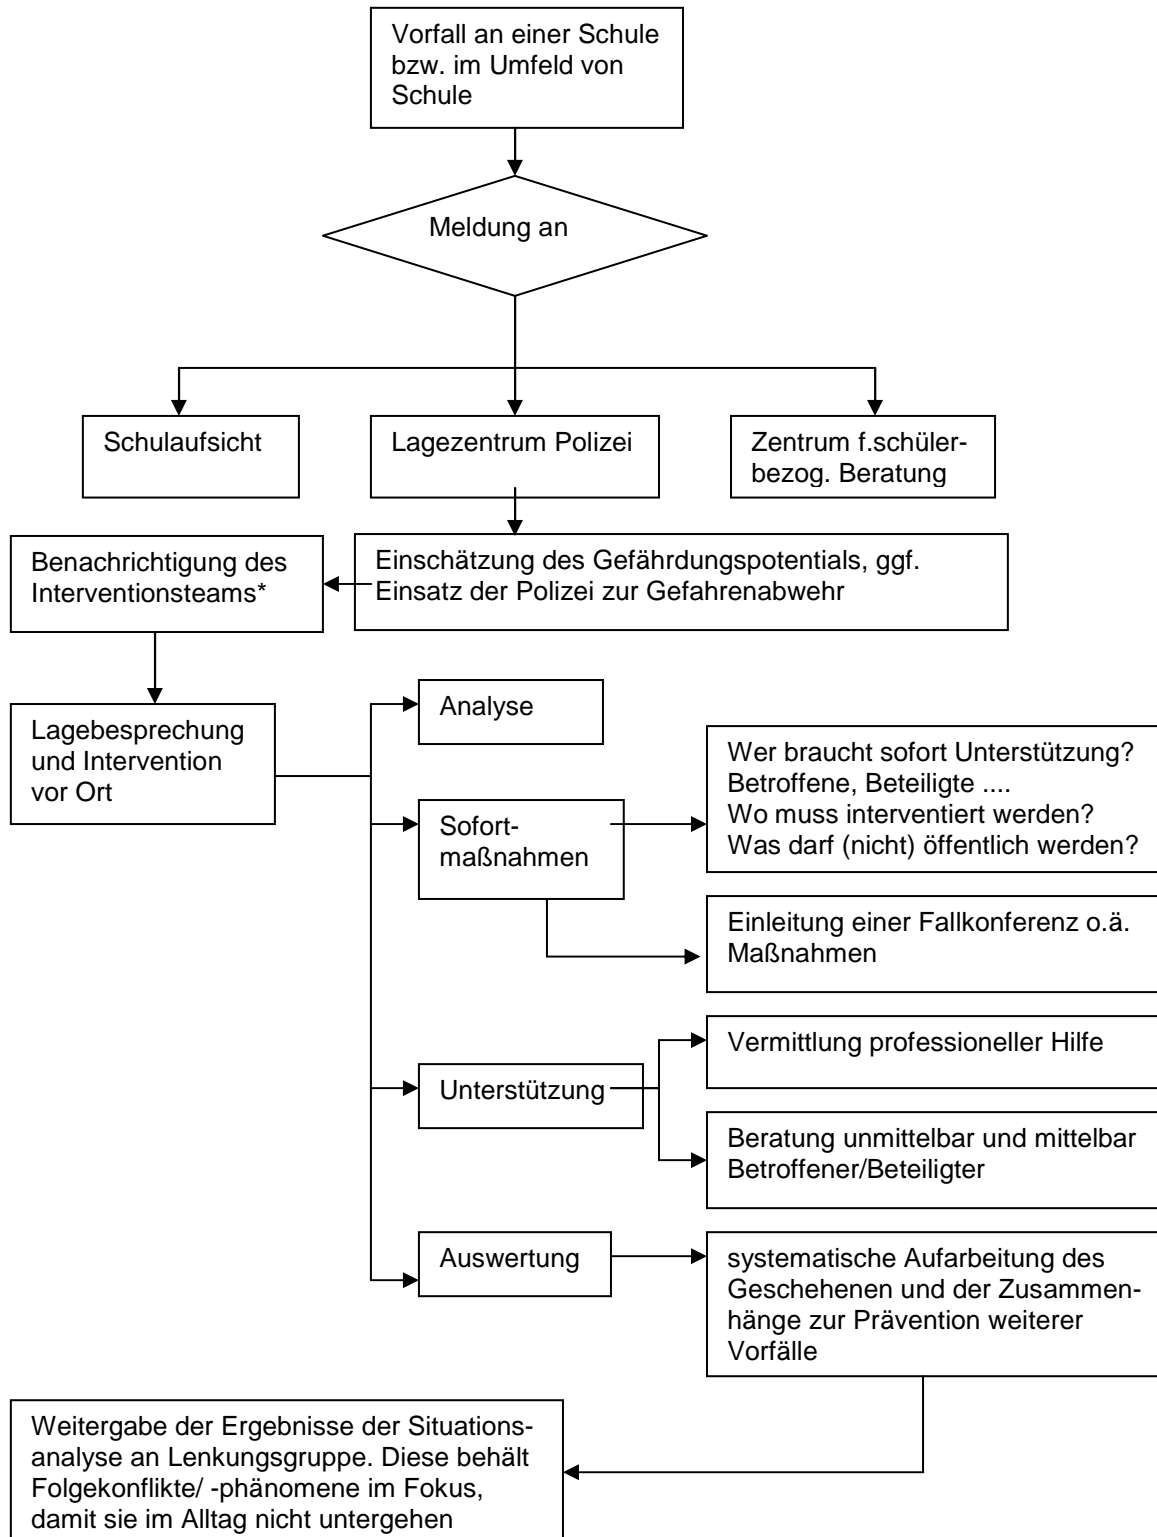 Vorfall an einer Schule
bzw. im Umfeld von
Schule
Meldung an
Schulaufsicht
Lagezentrum Polizei
Zentrum f.schüler-
bezog. Beratung
Benachrichtigung des
Interventionsteams*
Einschätzung des Gefährdungspotentials, ggf.
Einsatz der Polizei zur Gefahrenabwehr
Lagebesprechung
und Intervention
vor Ort
Analyse
Wer braucht sofort Unterstützung?
Betroffene, Beteiligte ....
Wo muss interventiert werden?
Was darf (nicht) öffentlich werden?
Sofort-
maßnahmen
Einleitung einer Fallkonferenz o.ä.
Maßnahmen
Vermittlung professioneller Hilfe
Unterstützung
Beratung unmittelbar und mittelbar
Betroffener/Beteiligter
Auswertung
systematische Aufarbeitung des
Geschehenen und der Zusammen-
hänge zur Prävention weiterer
Vorfälle
Weitergabe der Ergebnisse der Situations-
analyse an Lenkungsgruppe. Diese behält
Folgekonflikte/ -phänomene im Fokus,
damit sie im Alltag nicht untergehen